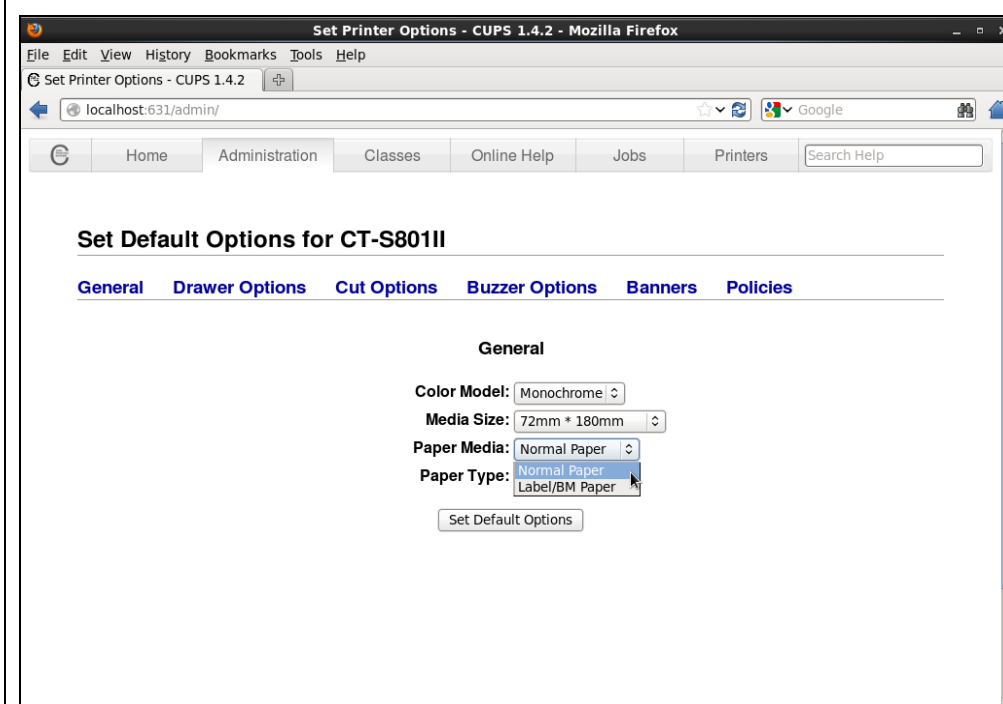 Set Printer Options - CUPS 1.4.2 - Mozilla Firefox
File Edit View History Bookmarks Tools Help
Set Printer Options - CUPS 1.4.2
localhost:631/admin/ Google
Home Administration Classes Online Help Jobs Printers Search Help
Set Default Options for CT-S801II
General Drawer Options Cut Options Buzzer Options Banners Policies
General
Color Model: Monochrome
Media Size: 72mm * 180mm
Paper Media: Normal Paper
Paper Type: Normal Paper
Label/BM Paper
Set Default Options